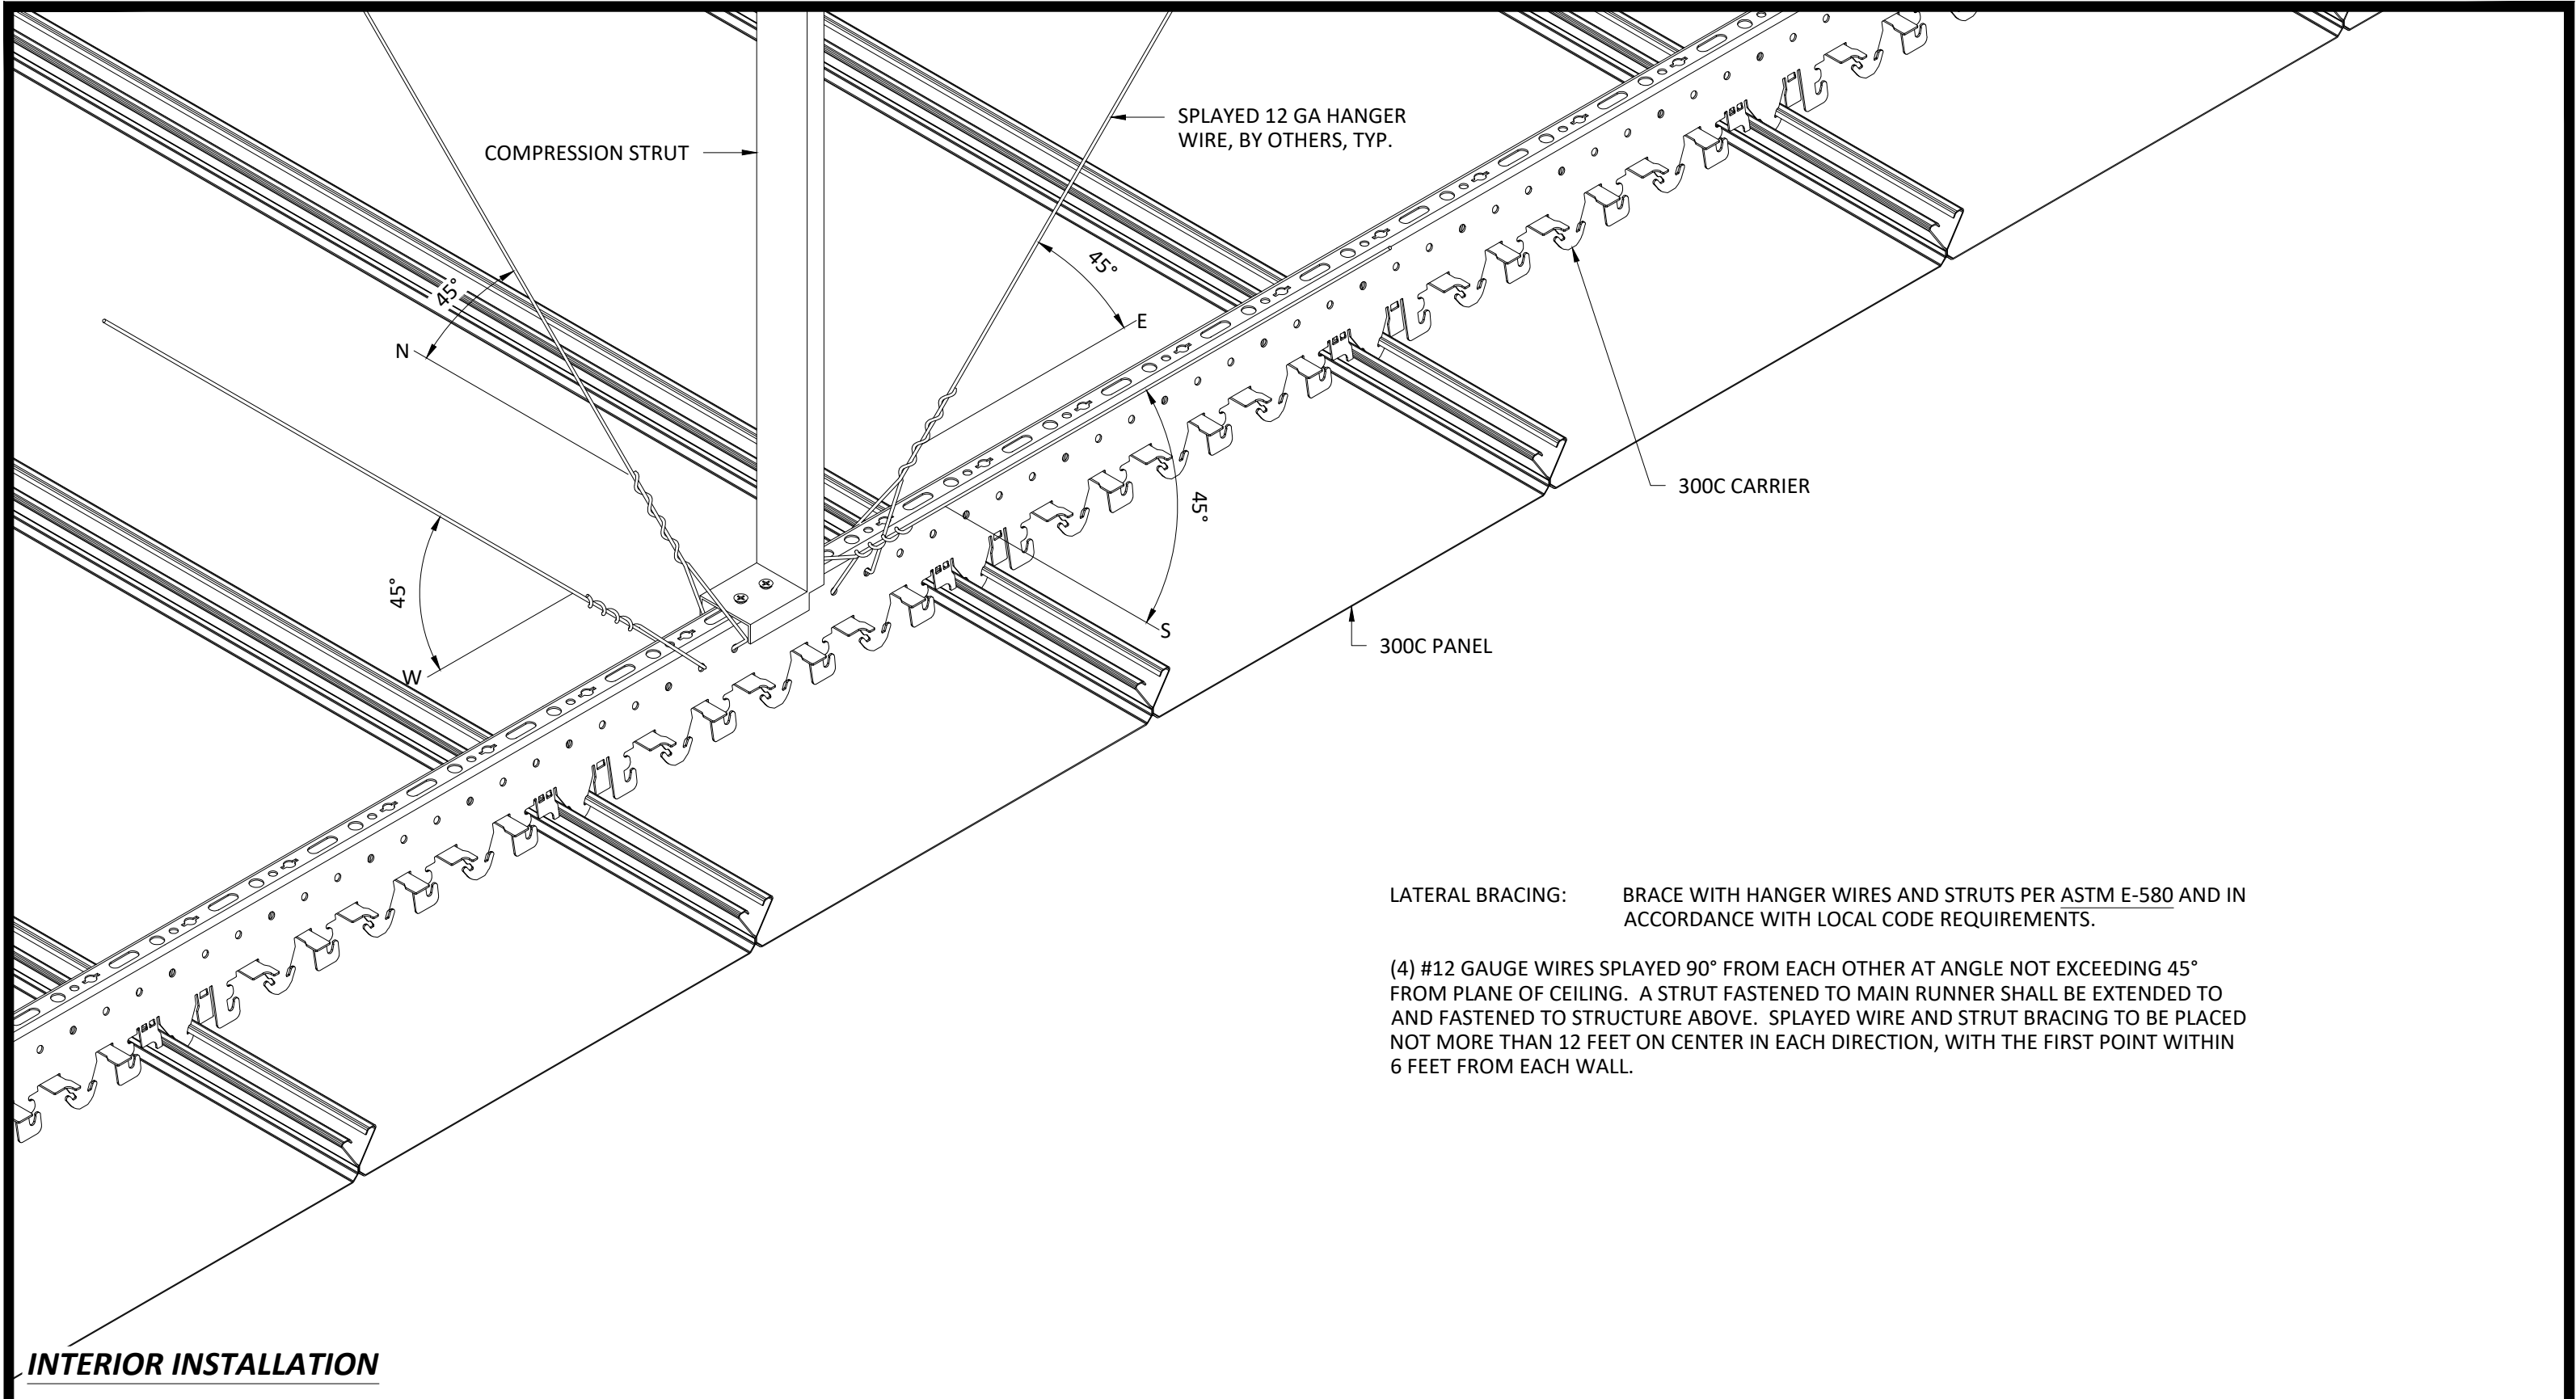 SPLAYED 12 GA HANGER
WIRE, BY OTHERS, TYP.
COMPRESSION STRUT
45°
E
45°
N
300C CARRIER
45°
45°
S
300C PANEL
W
LATERAL BRACING: BRACE WITH HANGER WIRES AND STRUTS PER ASTM E-580 AND IN
ACCORDANCE WITH LOCAL CODE REQUIREMENTS.
(4) #12 GAUGE WIRES SPLAYED 90° FROM EACH OTHER AT ANGLE NOT EXCEEDING 45°
FROM PLANE OF CEILING. A STRUT FASTENED TO MAIN RUNNER SHALL BE EXTENDED TO
AND FASTENED TO STRUCTURE ABOVE. SPLAYED WIRE AND STRUT BRACING TO BE PLACED
NOT MORE THAN 12 FEET ON CENTER IN EACH DIRECTION, WITH THE FIRST POINT WITHIN
6 FEET FROM EACH WALL.
INTERIOR INSTALLATION